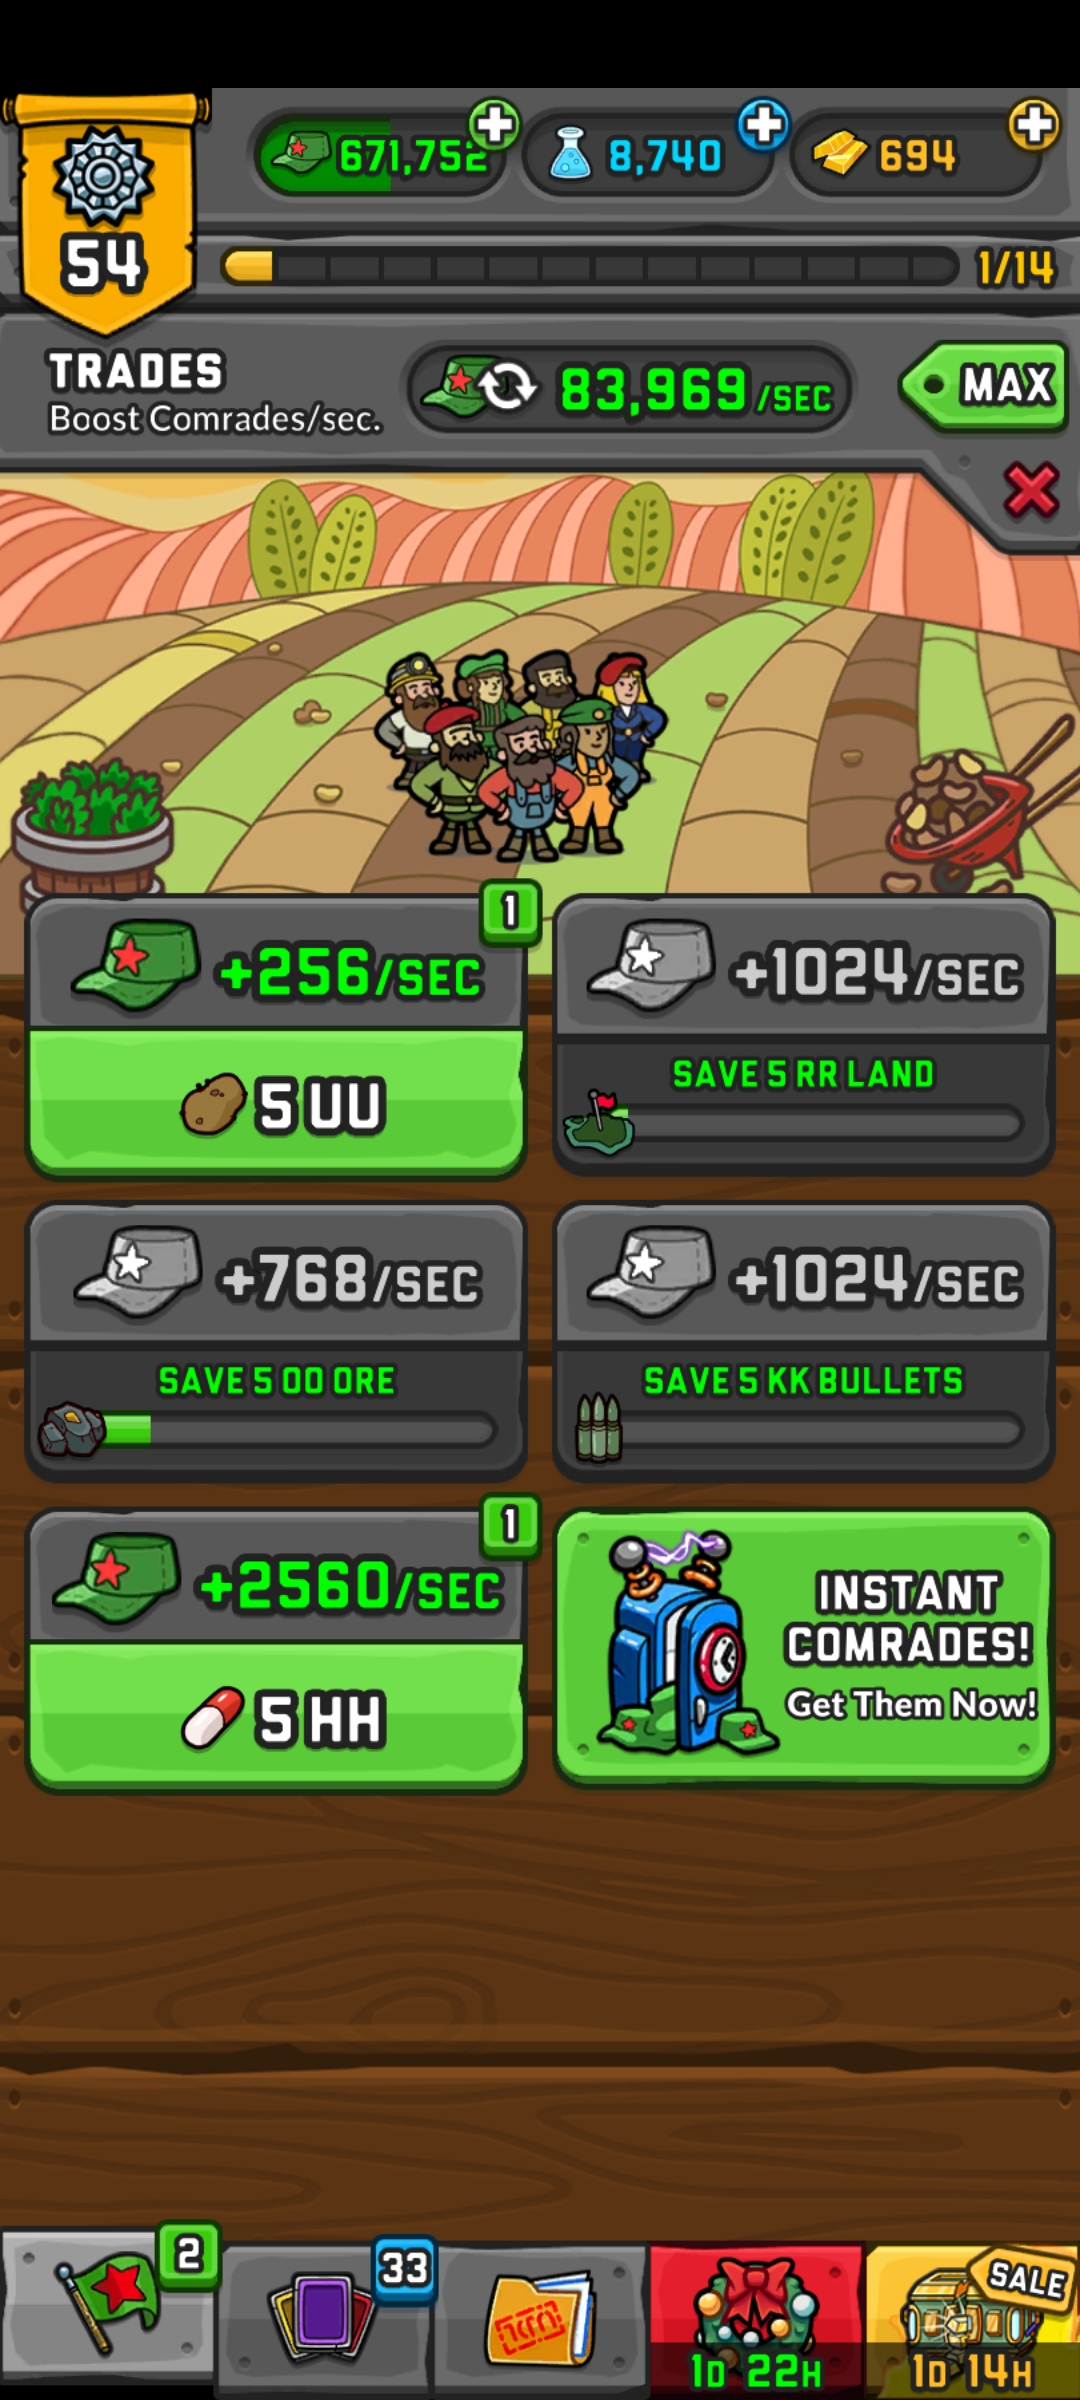 671,752
8,740
694
54
1/14
TRADES
Boost Comrades/sec.
83,969/SEC
MAX
1
+256/SEC
5 UU
+1024/SEC
SAVE 5 RR LAND
+768/SEC
SAVE 5 OO ORE
+1024/SEC
SAVE 5 KK BULLETS
1
+2560/SEC
5 HH
INSTANT
COMRADES!
Get Them Now!
2
33
1D 22H
SALE
1D 14H